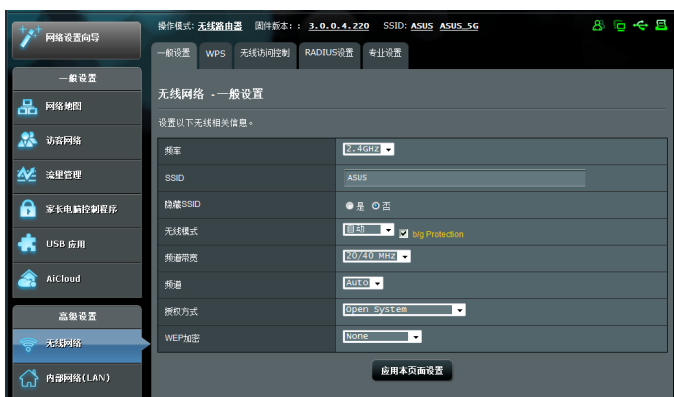 操作模式: 无线路由器 固件版本: : 3.0.0.4.220 SSID: ASUS ASUS_5G
网络设置向导
一般设置
网络地图
访客网络
流量管理
家长电脑控制程序
USB 应用
AiCloud
高级设置
无线网络
内部网络(LAN)
一般设置 WPS 无线访问控制 RADIUS设置 专业设置
无线网络 - 一般设置
设置以下无线相关信息。
频率 2.4GHz
SSID ASUS
隐藏SSID 是 否
无线模式 自动 b/g Protection
频道带宽 20/40 MHz
频道 Auto
授权方式 Open System
WEP加密 None
应用本页面设置